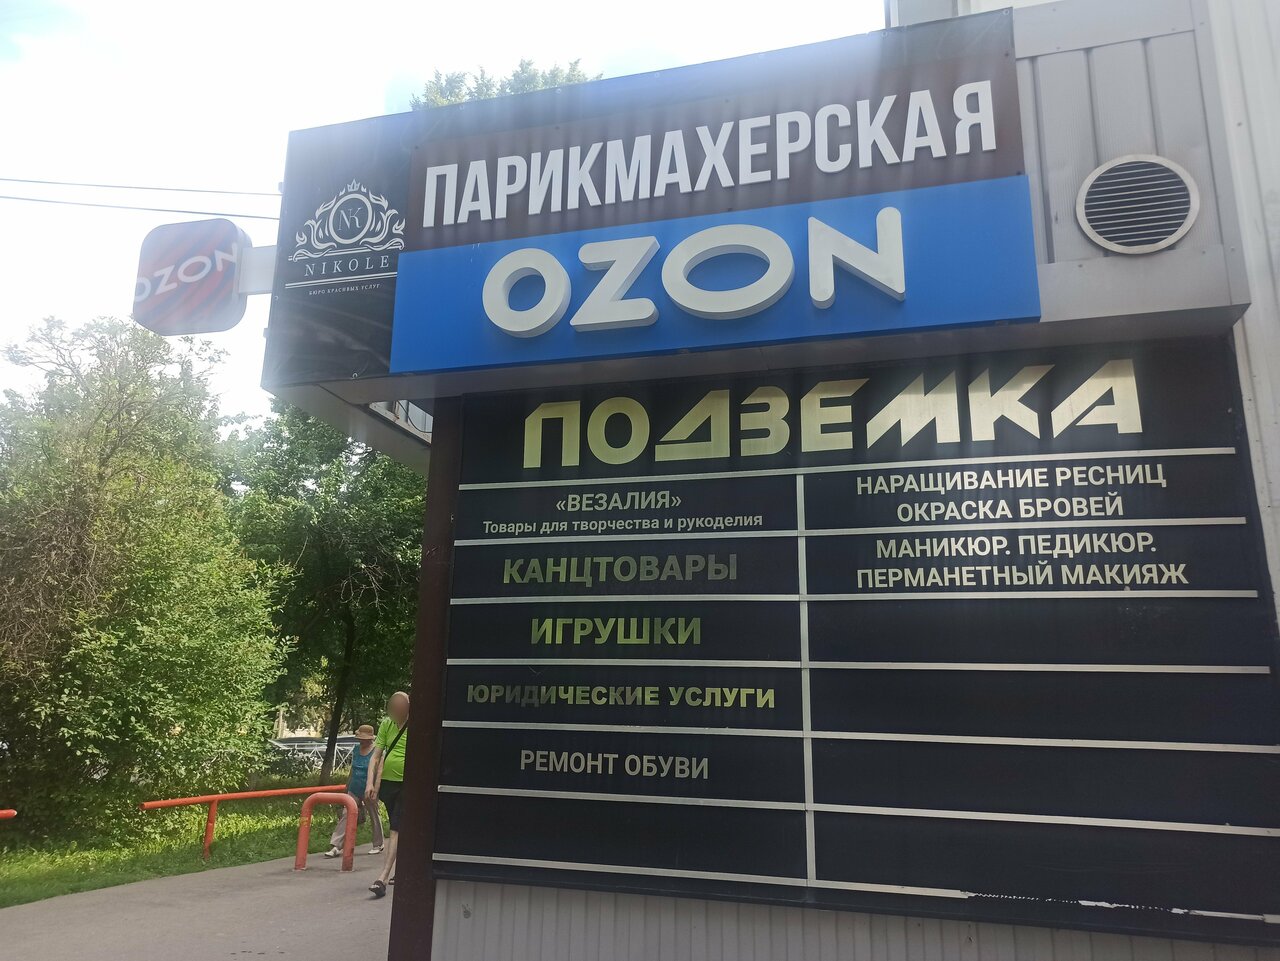 ПАРИКМАХЕРСКАЯ
NK
NIKOLE
БЮРО КРАСИВЫХ УСЛУГ
OZON
OZON
ПОДЗЕМКА
«ВЕЗАЛИЯ»
Товары для творчества и рукоделия
НАРАЩИВАНИЕ РЕСНИЦ
ОКРАСКА БРОВЕЙ
КАНЦТОВАРЫ
МАНИКЮР. ПЕДИКЮР.
ПЕРМАНЕТНЫЙ МАКИЯЖ
ИГРУШКИ
ЮРИДИЧЕСКИЕ УСЛУГИ
РЕМОНТ ОБУВИ